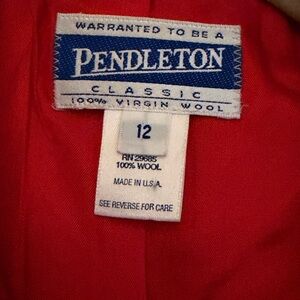 WARRANTED TO BE A
PENDLETON
CLASSIC
100% VIRGIN WOOL
12
RN 29685
100% WOOL
MADE IN U.S.A.
SEE REVERSE FOR CARE